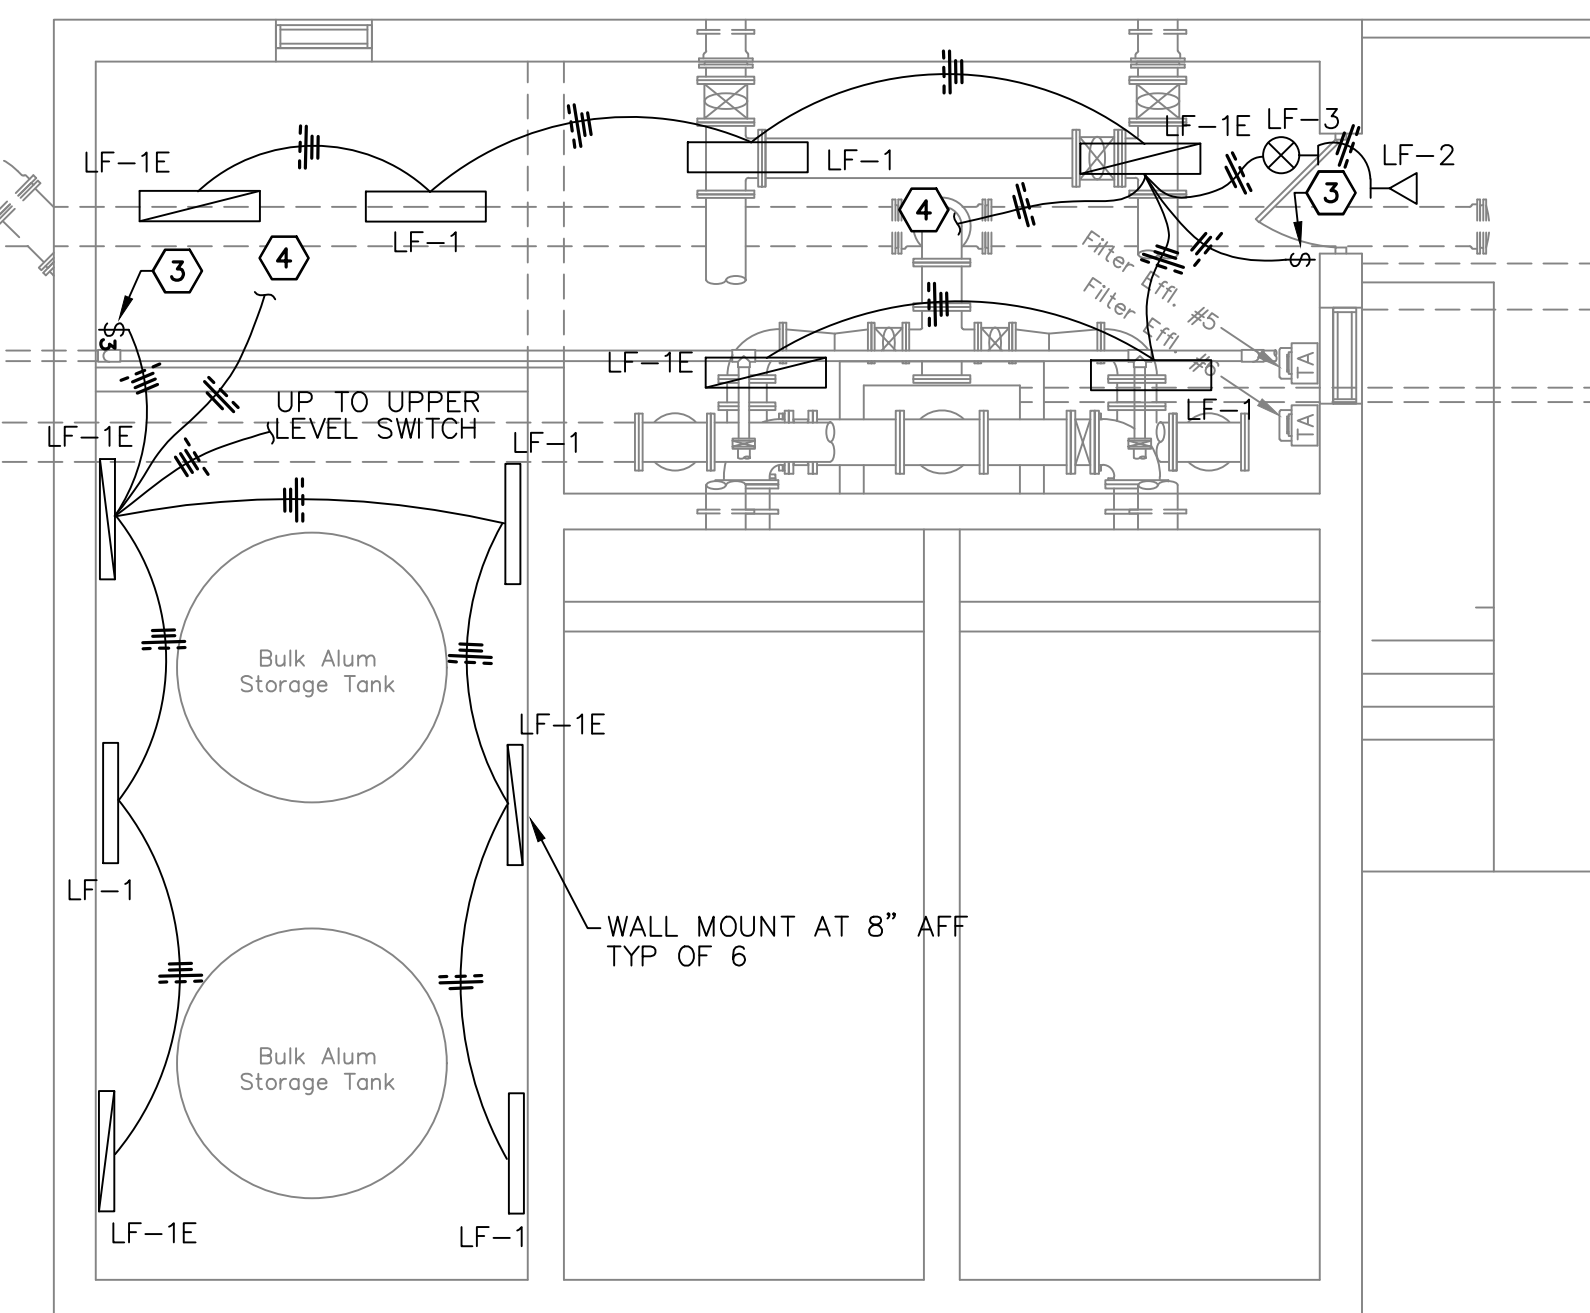 LF-1E
LF-3
LF-1E
LF-1
LF-2
3
4
LF-1
4
3
S
Filter Effl. #5
Filter Effl. #6
S3
TA
LF-1E
UP TO UPPER
LEVEL SWITCH
LF-1
TA
LF-1E
LF-1
Bulk Alum
Storage Tank
LF-1E
LF-1
WALL MOUNT AT 8" AFF
TYP OF 6
Bulk Alum
Storage Tank
LF-1E
LF-1